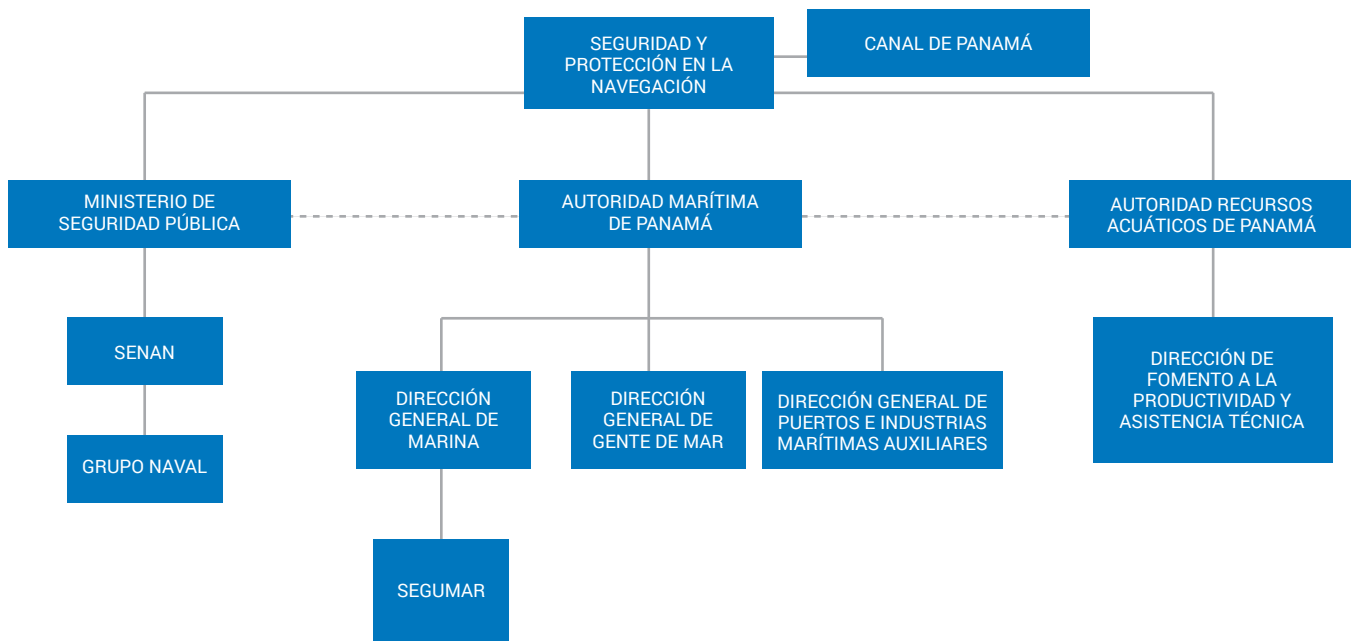 SEGURIDAD Y
PROTECCIÓN EN LA
NAVEGACIÓN
CANAL DE PANAMÁ
MINISTERIO DE
SEGURIDAD PÚBLICA
AUTORIDAD MARÍTIMA
DE PANAMÁ
AUTORIDAD RECURSOS
ACUÁTICOS DE PANAMÁ
SENAN
GRUPO NAVAL
DIRECCIÓN
GENERAL DE
MARINA
DIRECCIÓN
GENERAL DE
GENTE DE MAR
DIRECCIÓN GENERAL DE
PUERTOS E INDUSTRIAS
MARÍTIMAS AUXILIARES
DIRECCIÓN DE
FOMENTO A LA
PRODUCTIVIDAD Y
ASISTENCIA TÉCNICA
SEGUMAR